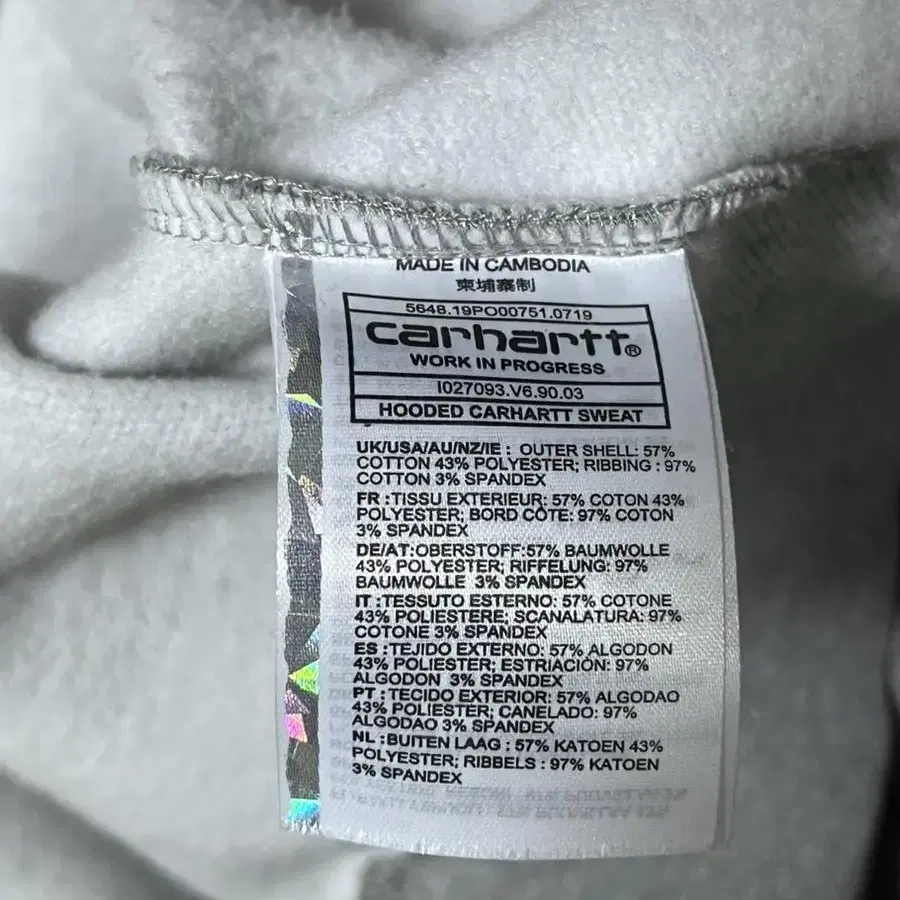 MADE IN CAMBODIA
柬埔寨制
5648.19PO00751.0719
carhartt®
WORK IN PROGRESS
I027093.V6.90.03
HOODED CARHARTT SWEAT
UK/USA/AU/NZ/IE : OUTER SHELL: 57%
COTTON 43% POLYESTER; RIBBING : 97%
COTTON 3% SPANDEX
FR :TISSU EXTERIEUR: 57% COTON 43%
POLYESTER; BORD COTE: 97% COTON
3% SPANDEX
DE/AT:OBERSTOFF:57% BAUMWOLLE
43% POLYESTER; RIFFELUNG: 97%
BAUMWOLLE 3% SPANDEX
IT :TESSUTO ESTERNO: 57% COTONE
43% POLIESTERE; SCANALATURA: 97%
COTONE 3% SPANDEX
ES :TEJIDO EXTERNO: 57% ALGODON
43% POLIESTER; ESTRIACION: 97%
ALGODON 3% SPANDEX
PT :TECIDO EXTERIOR: 57% ALGODAO
43% POLIESTER; CANELADO: 97%
ALGODAO 3% SPANDEX
NL :BUITEN LAAG : 57% KATOEN 43%
POLYESTER; RIBBELS : 97% KATOEN
3% SPANDEX